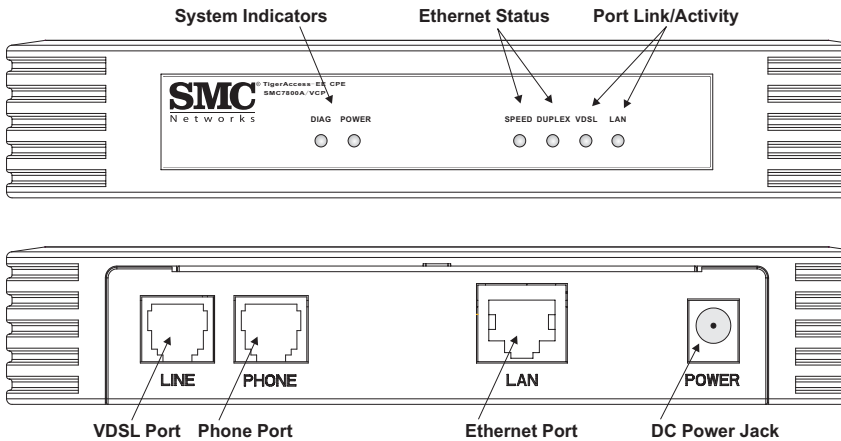 System Indicators Ethernet Status Port Link/Activity
SMC® TigerAccess EE CPE
SMC7800A/VCP
Networks
DIAG POWER SPEED DUPLEX VDSL LAN
LINE PHONE LAN POWER
VDSL Port Phone Port Ethernet Port DC Power Jack